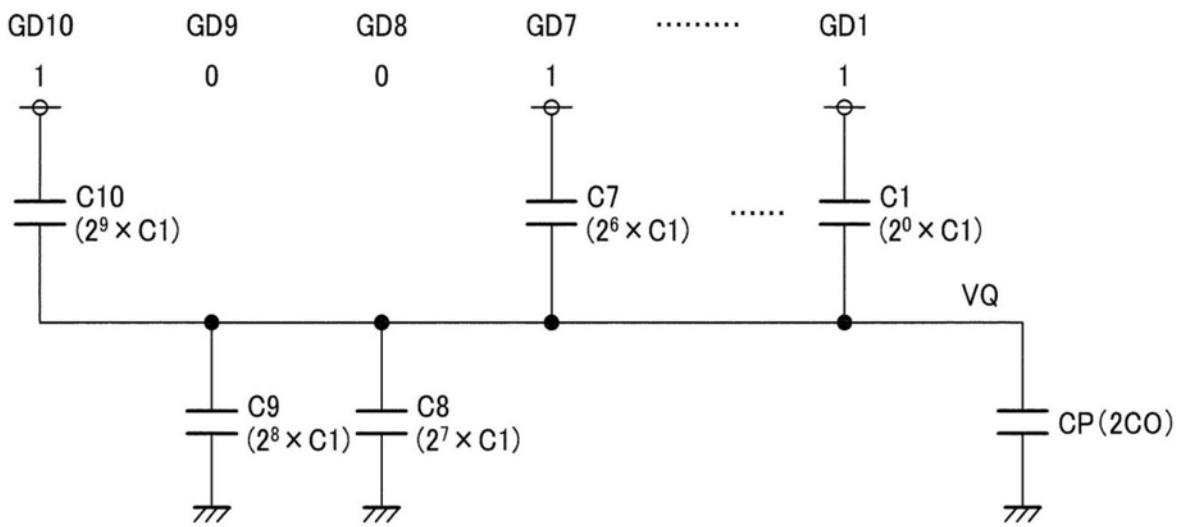 GD10 GD9 GD8 GD7 ········· GD1
1 0 0 1 1
C10 C7 ······ C1
(2⁹×C1) (2⁶×C1) (2⁰×C1)
VQ
C9 C8 CP(2CO)
(2⁸×C1) (2⁷×C1)